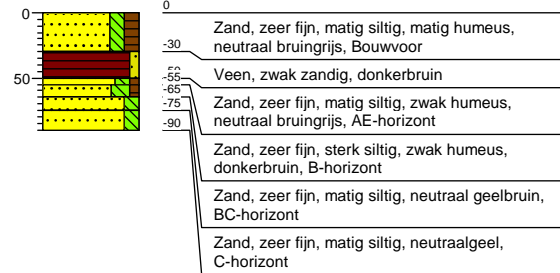 0
0
Zand, zeer fijn, matig siltig, matig humeus,
neutraal bruingrijs, Bouwvoor
-30
Veen, zwak zandig, donkerbruin
50
-50
-55
Zand, zeer fijn, matig siltig, zwak humeus,
neutraal bruingrijs, AE-horizont
-65
-75
Zand, zeer fijn, sterk siltig, zwak humeus,
donkerbruin, B-horizont
-90
Zand, zeer fijn, matig siltig, neutraal geelbruin,
BC-horizont
Zand, zeer fijn, matig siltig, neutraalgeel,
C-horizont